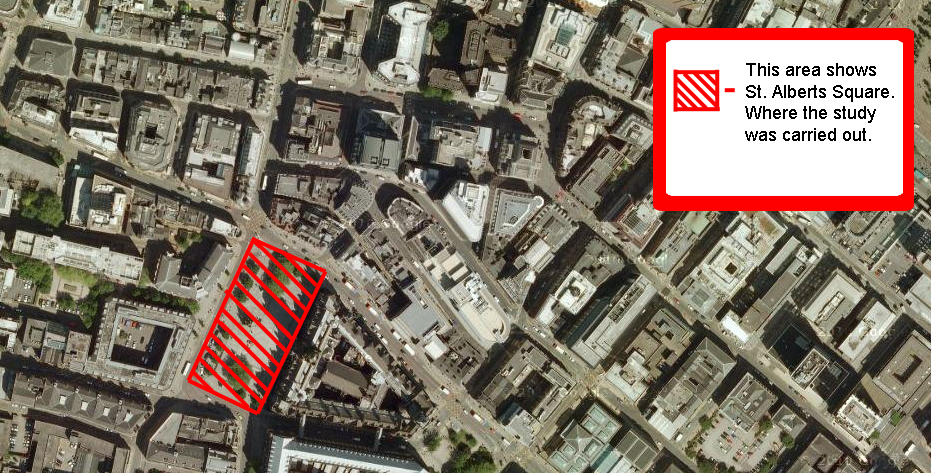 This area shows
St. Alberts Square.
Where the study
was carried out.